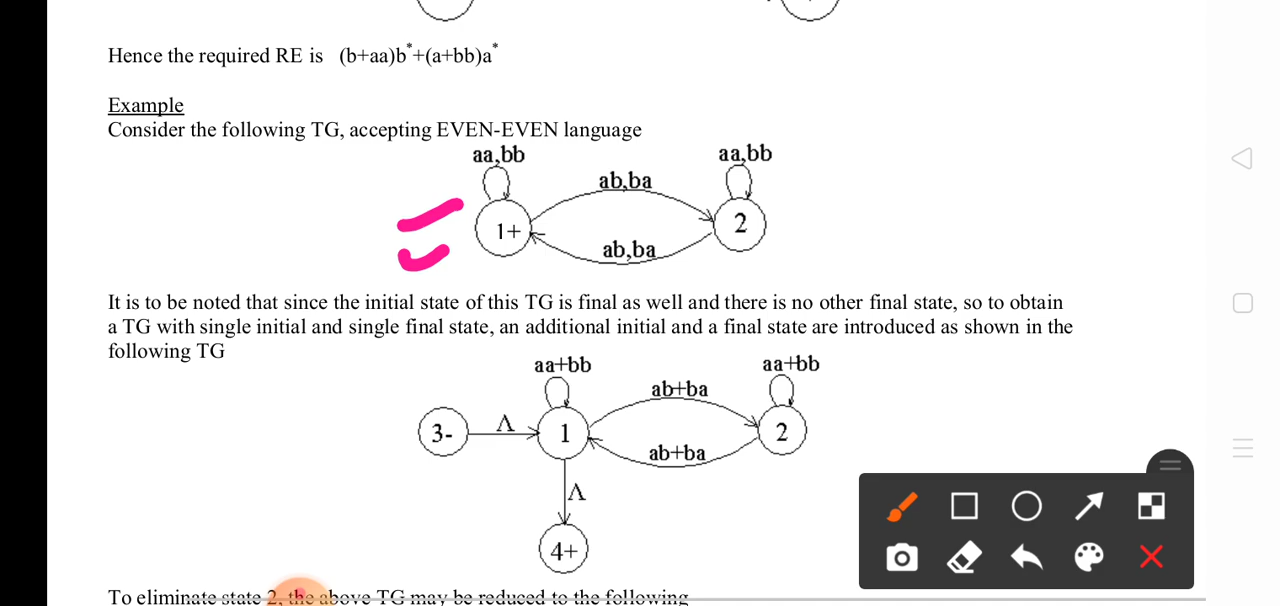 Hence the required RE is (b+aa)b*+(a+bb)a*
Example
Consider the following TG, accepting EVEN-EVEN language
aa,bb
aa,bb
ab,ba
1+
2
ab,ba
It is to be noted that since the initial state of this TG is final as well and there is no other final state, so to obtain
a TG with single initial and single final state, an additional initial and a final state are introduced as shown in the
following TG
aa+bb
aa+bb
ab+ba
3-
Λ
1
2
ab+ba
Λ
4+
To eliminate state 2, the above TG may be reduced to the following